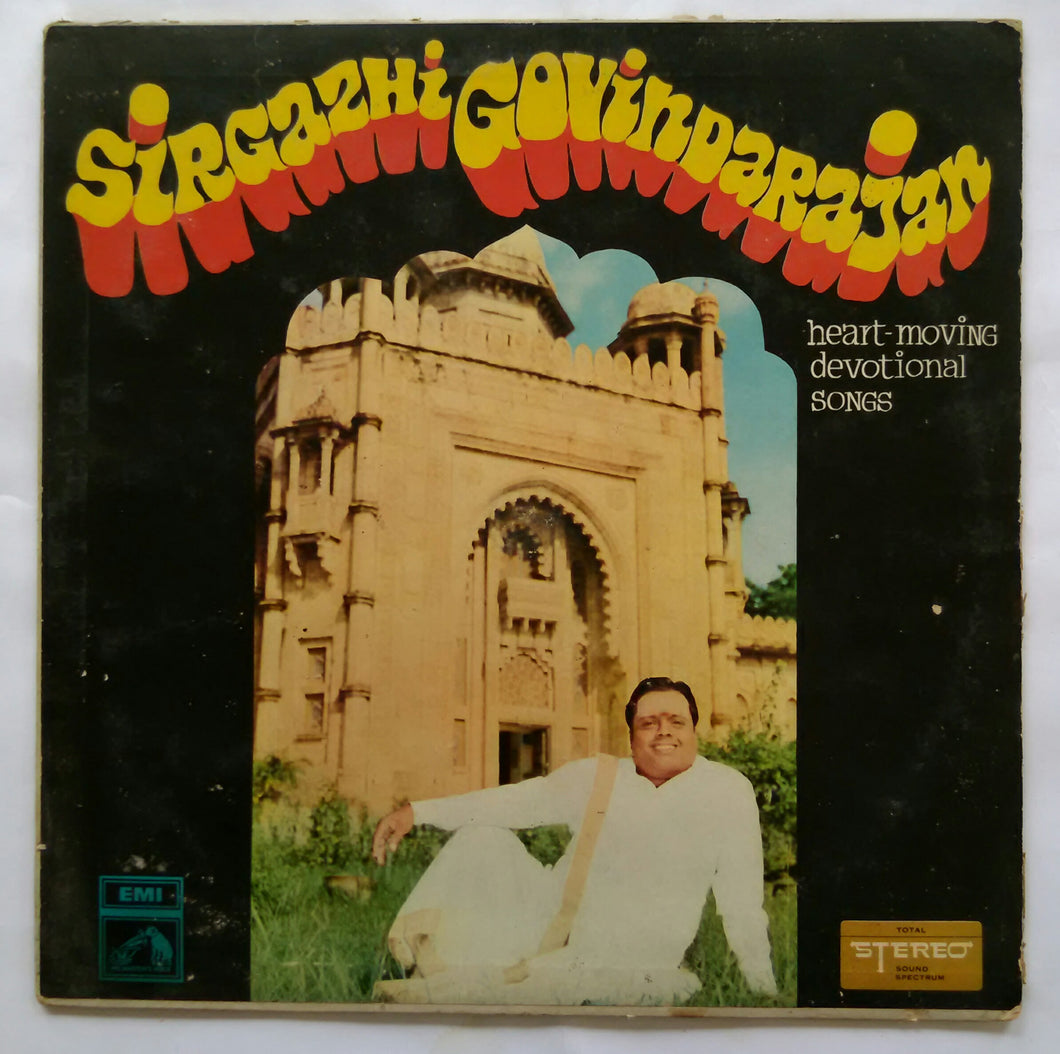 SiRGAZHi GOVinDaRajan
heart-moving
devotional
SONGS
EMI
TOTAL
STEREO
SOUND
SPECTRUM